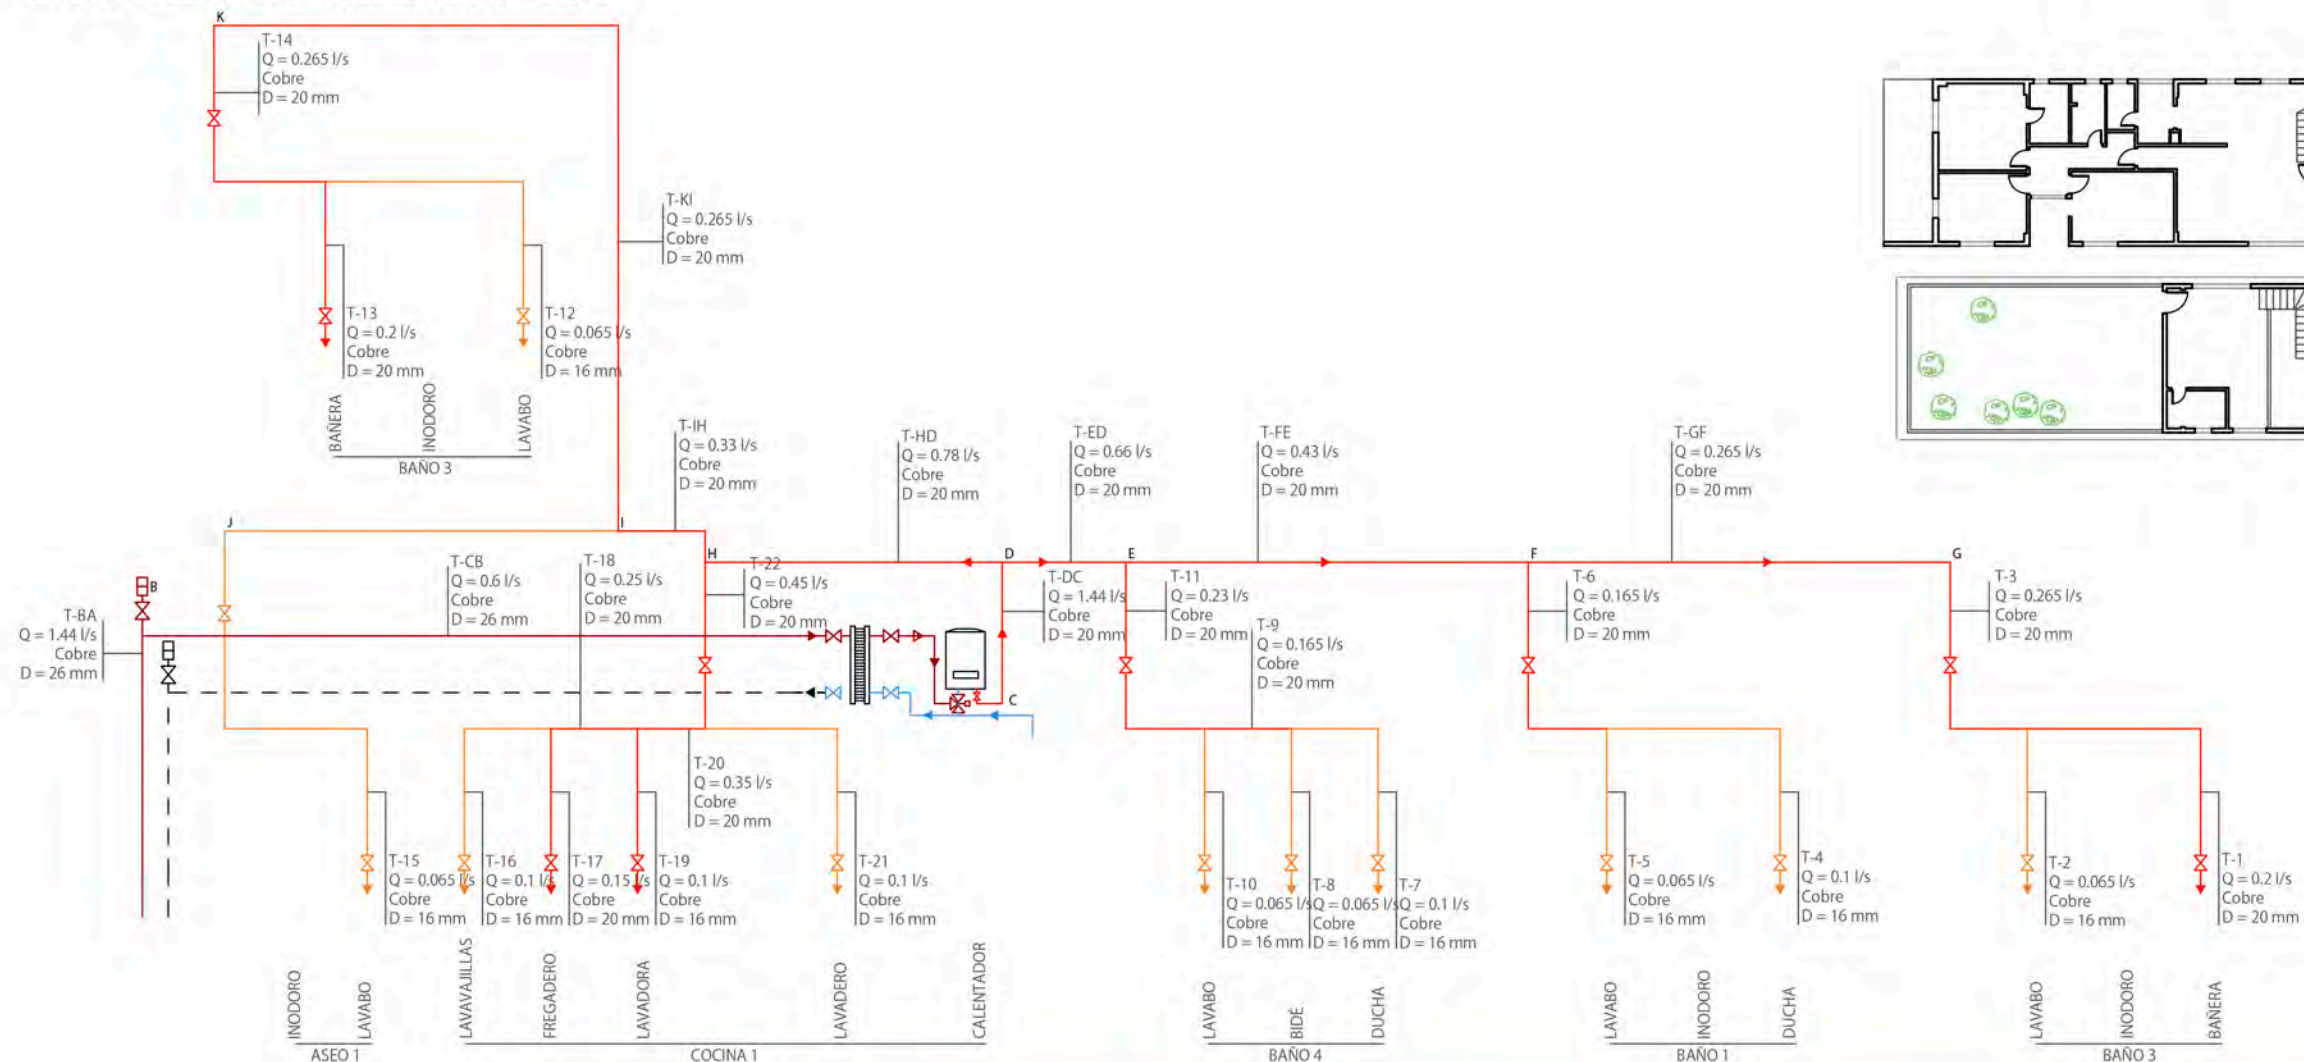 K
T-14
Q = 0.265 l/s
Cobre
D = 20 mm
T-KI
Q = 0.265 l/s
Cobre
D = 20 mm
T-13
Q = 0.2 l/s
Cobre
D = 20 mm
T-12
Q = 0.065 l/s
Cobre
D = 16 mm
BAÑERA
INODORO
LAVABO
BAÑO 3
T-IH
Q = 0.33 l/s
Cobre
D = 20 mm
T-HD
Q = 0.78 l/s
Cobre
D = 20 mm
T-ED
Q = 0.66 l/s
Cobre
D = 20 mm
T-FE
Q = 0.43 l/s
Cobre
D = 20 mm
T-GF
Q = 0.265 l/s
Cobre
D = 20 mm
J
I
H
D
E
F
G
B
C
T-BA
Q = 1.44 l/s
Cobre
D = 26 mm
T-CB
Q = 0.6 l/s
Cobre
D = 26 mm
T-18
Q = 0.25 l/s
Cobre
D = 20 mm
T-22
Q = 0.45 l/s
Cobre
D = 20 mm
T-DC
Q = 1.44 l/s
Cobre
D = 20 mm
T-11
Q = 0.23 l/s
Cobre
D = 20 mm
T-9
Q = 0.165 l/s
Cobre
D = 20 mm
T-6
Q = 0.165 l/s
Cobre
D = 20 mm
T-3
Q = 0.265 l/s
Cobre
D = 20 mm
T-20
Q = 0.35 l/s
Cobre
D = 20 mm
T-15
Q = 0.065 l/s
Cobre
D = 16 mm
T-16
Q = 0.1 l/s
Cobre
D = 16 mm
T-17
Q = 0.15 l/s
Cobre
D = 20 mm
T-19
Q = 0.1 l/s
Cobre
D = 16 mm
T-21
Q = 0.1 l/s
Cobre
D = 16 mm
T-10
Q = 0.065 l/s
Cobre
D = 16 mm
T-8
Q = 0.065 l/s
Cobre
D = 16 mm
T-7
Q = 0.1 l/s
Cobre
D = 16 mm
T-5
Q = 0.065 l/s
Cobre
D = 16 mm
T-4
Q = 0.1 l/s
Cobre
D = 16 mm
T-2
Q = 0.065 l/s
Cobre
D = 16 mm
T-1
Q = 0.2 l/s
Cobre
D = 20 mm
INODORO
LAVABO
ASEO 1
LAVAVAJILLAS
FREGADERO
LAVADORA
LAVADERO
CALENTADOR
COCINA 1
LAVABO
BIDÉ
DUCHA
BAÑO 4
LAVABO
INODORO
DUCHA
BAÑO 1
LAVABO
INODORO
BAÑERA
BAÑO 3